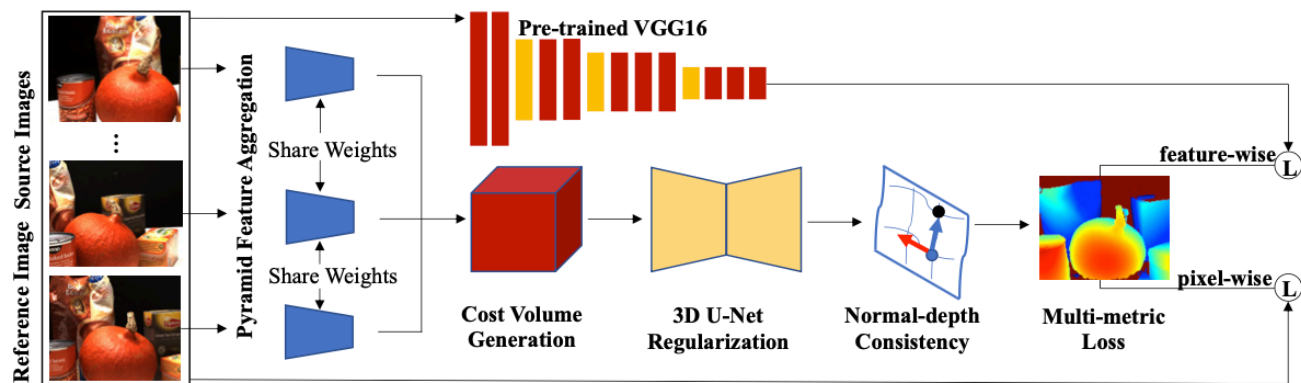 Reference Image Source Images
...
Pyramid Feature Aggregation
Share Weights
Share Weights
Pre-trained VGG16
Cost Volume
Generation
3D U-Net
Regularization
Normal-depth
Consistency
Multi-metric
Loss
feature-wise
L
pixel-wise
L